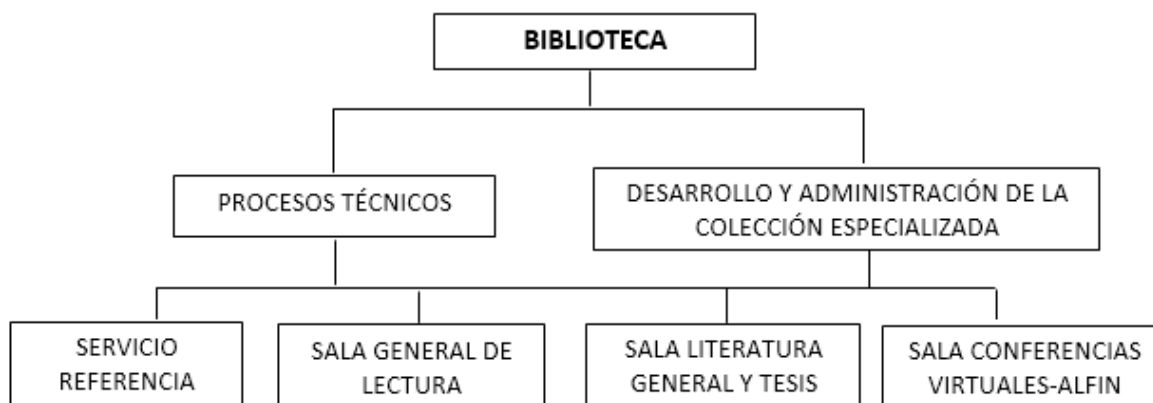 BIBLIOTECA
PROCESOS TÉCNICOS
DESARROLLO Y ADMINISTRACIÓN DE LA
COLECCIÓN ESPECIALIZADA
SERVICIO
REFERENCIA
SALA GENERAL DE
LECTURA
SALA LITERATURA
GENERAL Y TESIS
SALA CONFERENCIAS
VIRTUALES-ALFIN